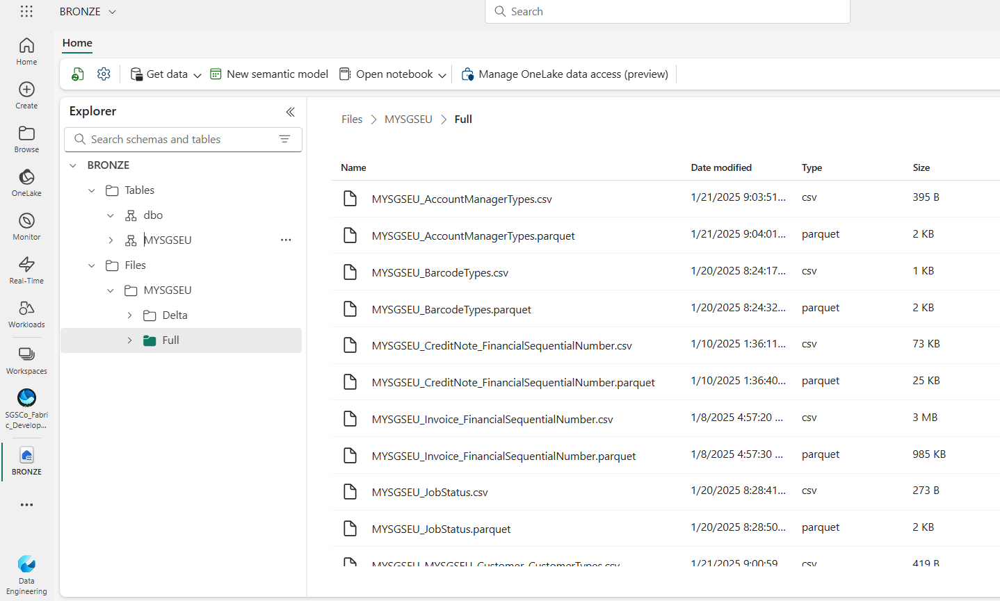 BRONZE
Search
Home
Home
Create
Browse
OneLake
Monitor
Real-Time
Workloads
Workspaces
SGSCo_Fabri
c_Develop...
BRONZE
Data
Engineering
Get data
New semantic model
Open notebook
Manage OneLake data access (preview)
Explorer
Search schemas and tables
BRONZE
Tables
dbo
MYSGSEU
Files
MYSGSEU
Delta
Full
Files > MYSGSEU > Full
Name Date modified Type Size
MYSGSEU_AccountManagerTypes.csv 1/21/2025 9:03:51... csv 395 B
MYSGSEU_AccountManagerTypes.parquet 1/21/2025 9:04:01... parquet 2 KB
MYSGSEU_BarcodeTypes.csv 1/20/2025 8:24:17... csv 1 KB
MYSGSEU_BarcodeTypes.parquet 1/20/2025 8:24:32... parquet 2 KB
MYSGSEU_CreditNote_FinancialSequentialNumber.csv 1/10/2025 1:36:11... csv 73 KB
MYSGSEU_CreditNote_FinancialSequentialNumber.parquet 1/10/2025 1:36:40... parquet 25 KB
MYSGSEU_Invoice_FinancialSequentialNumber.csv 1/8/2025 4:57:20 ... csv 3 MB
MYSGSEU_Invoice_FinancialSequentialNumber.parquet 1/8/2025 4:57:30 ... parquet 985 KB
MYSGSEU_JobStatus.csv 1/20/2025 8:28:41... csv 273 B
MYSGSEU_JobStatus.parquet 1/20/2025 8:28:50... parquet 2 KB
MYSGSEU_MYSGSEU_Customer_CustomerTypes.csv 1/21/2025 9:00:59 csv 419 B